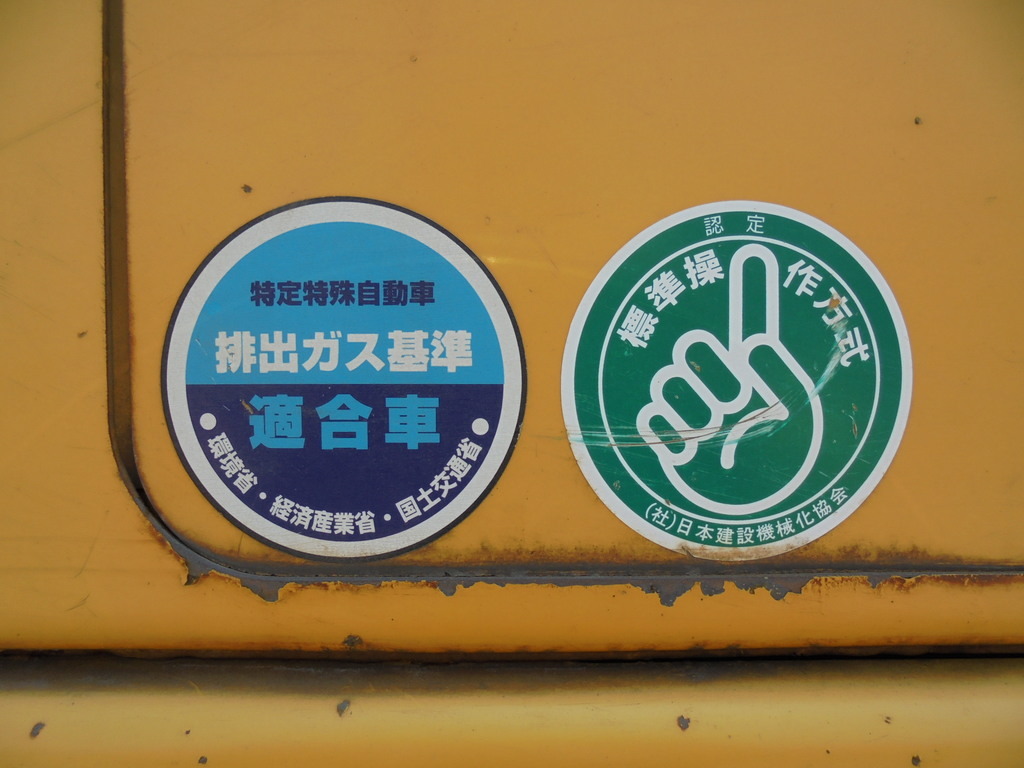 特定特殊自動車
排出ガス基準
適合車
●環境省・経済産業省・国土交通省●
認定
標準操作方式
(社)日本建設機械化協会